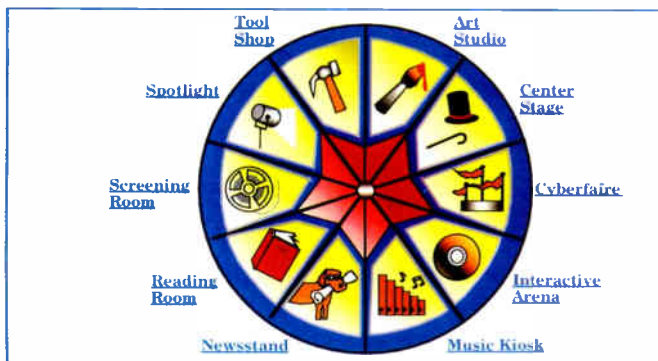 Tool
Shop
Art
Studio
Spotlight
Center
Stage
Screening
Room
Cyberfaire
Reading
Room
Interactive
Arena
Newsstand
Music Kiosk